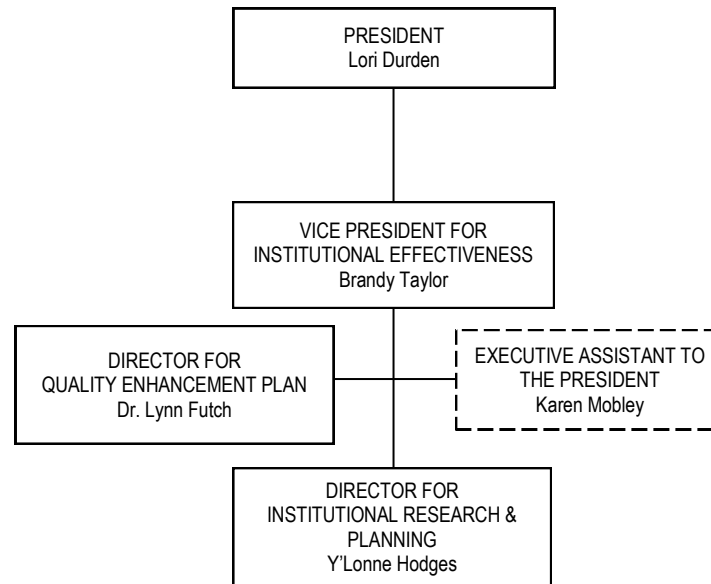 PRESIDENT
Lori Durden
VICE PRESIDENT FOR
INSTITUTIONAL EFFECTIVENESS
Brandy Taylor
DIRECTOR FOR
QUALITY ENHANCEMENT PLAN
Dr. Lynn Futch
EXECUTIVE ASSISTANT TO
THE PRESIDENT
Karen Mobley
DIRECTOR FOR
INSTITUTIONAL RESEARCH &
PLANNING
Y'Lonne Hodges